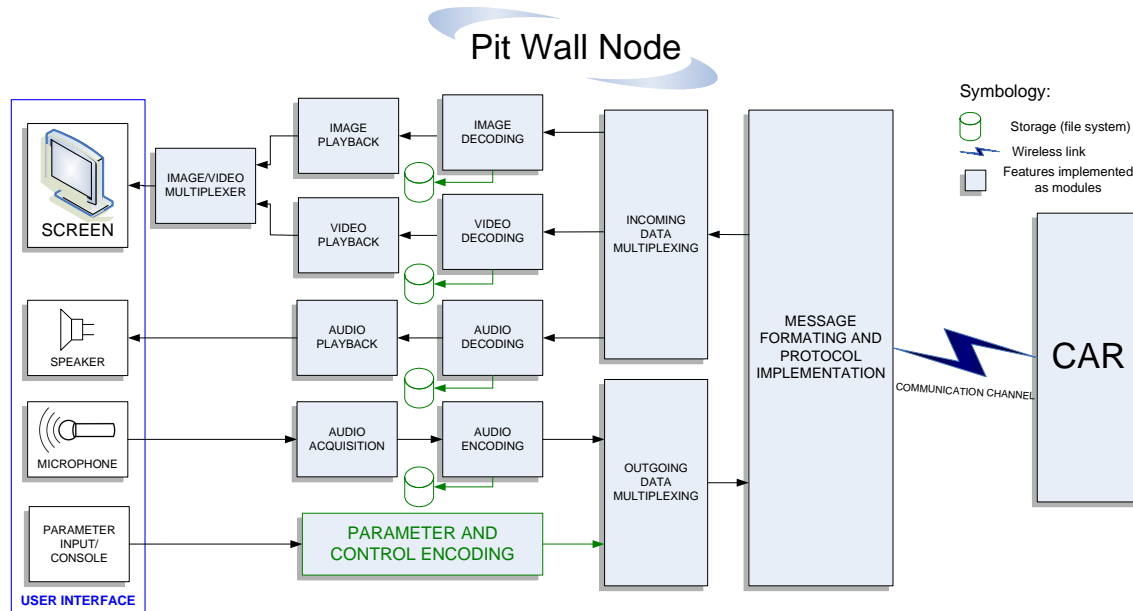 Pit Wall Node
Symbology:
Storage (file system)
Wireless link
Features implemented
as modules
SCREEN
IMAGE/VIDEO
MULTIPLEXER
IMAGE
PLAYBACK
IMAGE
DECODING
VIDEO
PLAYBACK
VIDEO
DECODING
INCOMING
DATA
MULTIPLEXING
SPEAKER
AUDIO
PLAYBACK
AUDIO
DECODING
MESSAGE
FORMATING AND
PROTOCOL
IMPLEMENTATION
COMMUNICATION CHANNEL
CAR
MICROPHONE
AUDIO
ACQUISITION
AUDIO
ENCODING
OUTGOING
DATA
MULTIPLEXING
PARAMETER
INPUT/
CONSOLE
PARAMETER AND
CONTROL ENCODING
USER INTERFACE